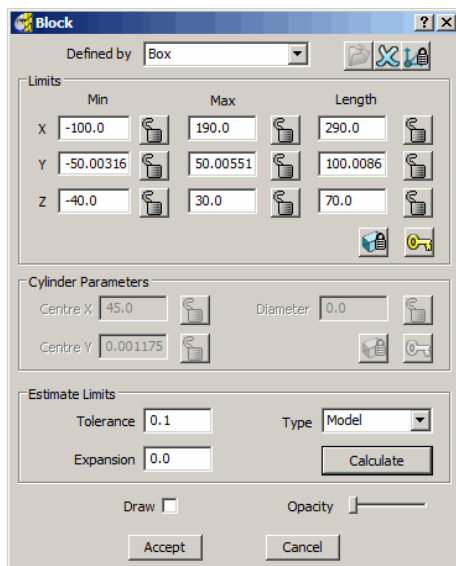 Block
Defined by Box
Limits
Min Max Length
X -100.0 190.0 290.0
Y -50.00316 50.00551 100.0086
Z -40.0 30.0 70.0
Cylinder Parameters
Centre X 45.0 Diameter 0.0
Centre Y 0.001175
Estimate Limits
Tolerance 0.1 Type Model
Expansion 0.0 Calculate
Draw Opacity
Accept Cancel